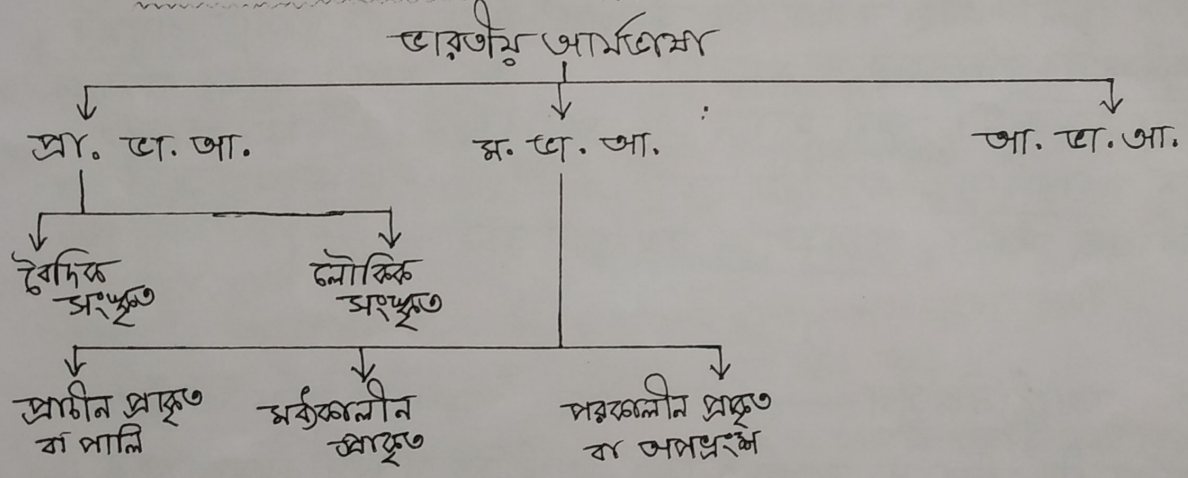 ভারতীয় আর্যভাষা
প্রা. ভা. আ.
ম. ভা. আ.
আ. ভা. আ.
বৈদিক
সংস্কৃত
লৌকিক
সংস্কৃত
প্রাচীন প্রাকৃত
বা পালি
মধ্যকালীন
প্রাকৃত
পরকালীন প্রাকৃত
বা অপভ্রংশ